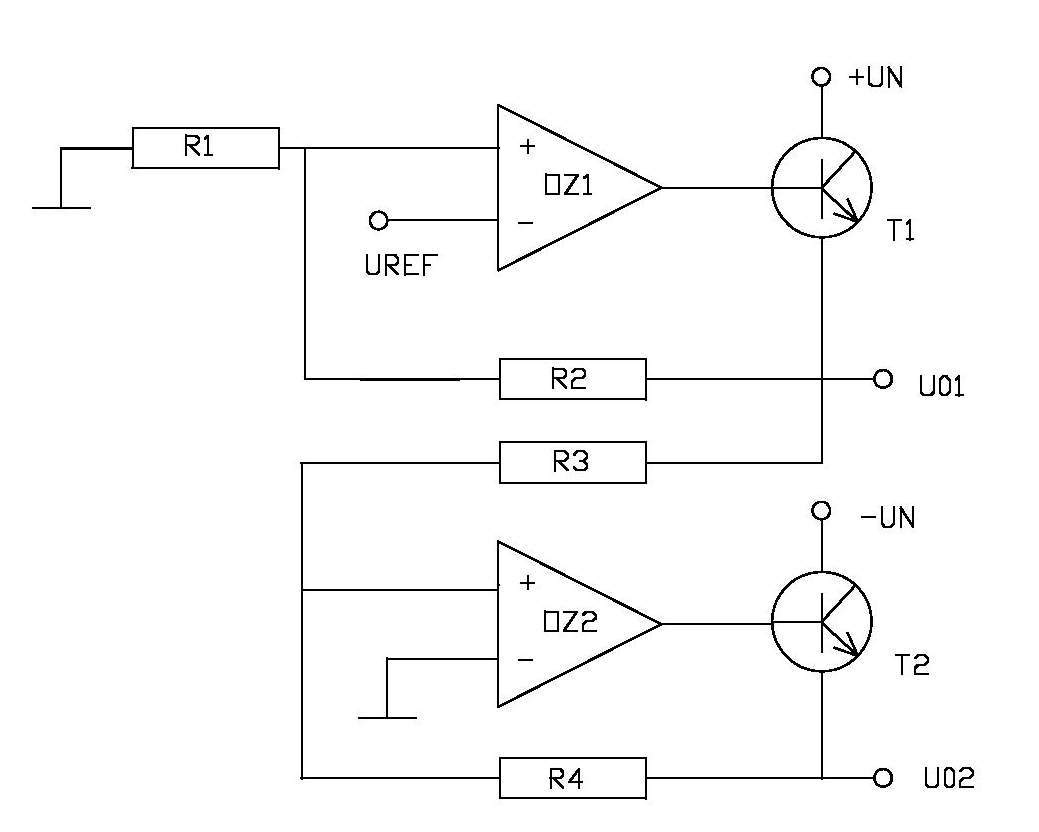 +UN
R1
+
OZ1
-
UREF
T1
R2
U01
R3
-UN
+
OZ2
-
T2
R4
U02